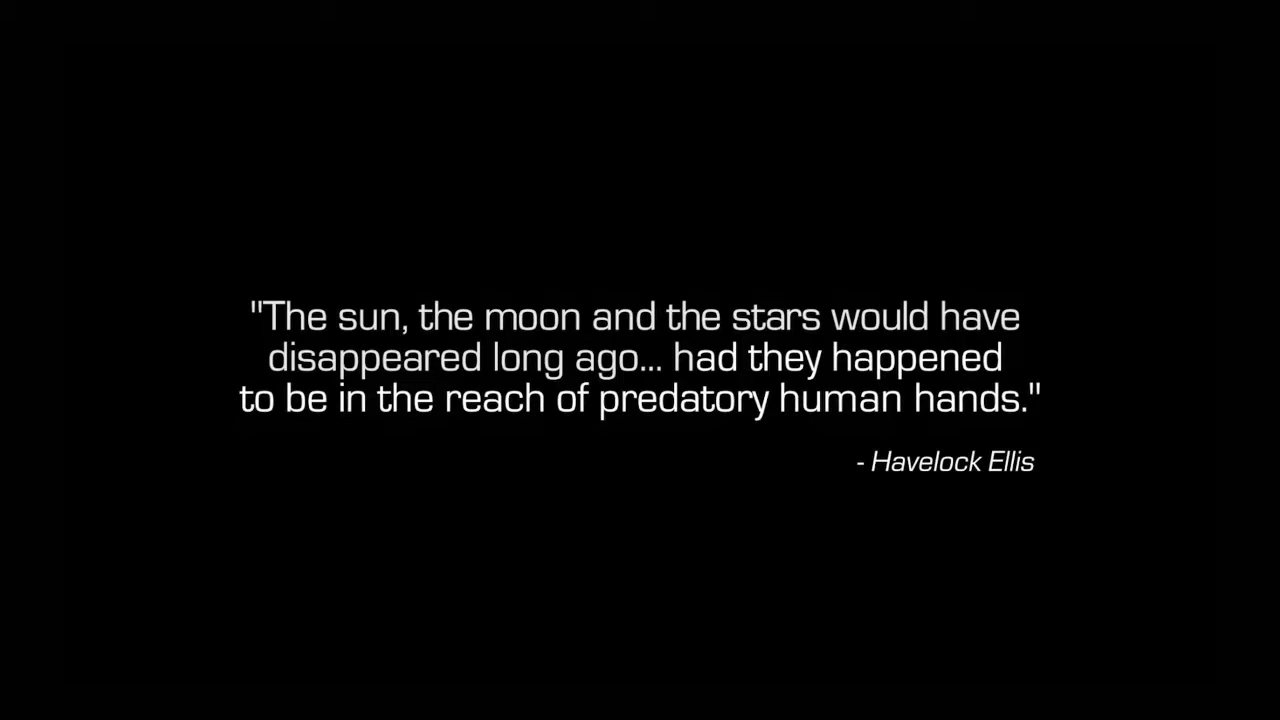 "The sun, the moon and the stars would have
disappeared long ago... had they happened
to be in the reach of predatory human hands."
- Havelock Ellis